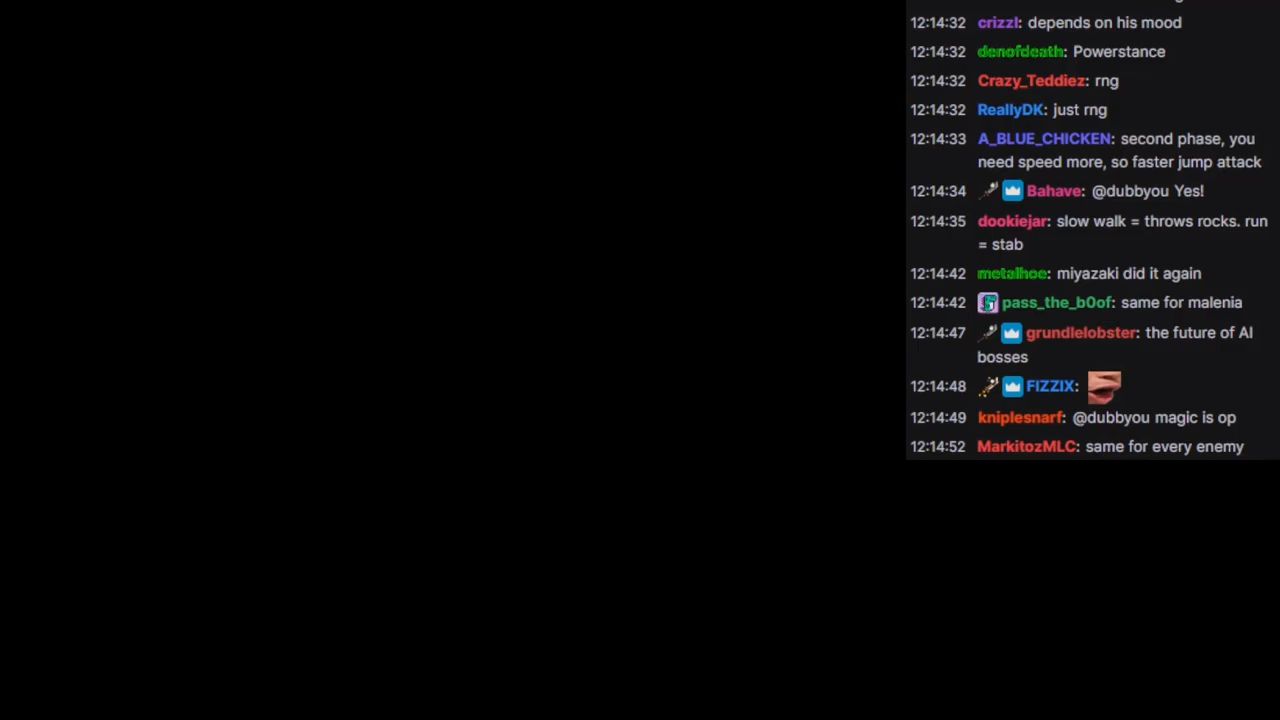 12:14:32 crizzl: depends on his mood
12:14:32 denofdeath: Powerstance
12:14:32 Crazy_Teddiez: rng
12:14:32 ReallyDK: just rng
12:14:33 A_BLUE_CHICKEN: second phase, you
need speed more, so faster jump attack
12:14:34 Bahave: @dubbyou Yes!
12:14:35 dookiejar: slow walk = throws rocks. run
= stab
12:14:42 metalhoe: miyazaki did it again
12:14:42 pass_the_b0of: same for malenia
12:14:47 grundlelobster: the future of AI
bosses
12:14:48 FIZZIX:
12:14:49 kniplesnarf: @dubbyou magic is op
12:14:52 MarkitozMLC: same for every enemy